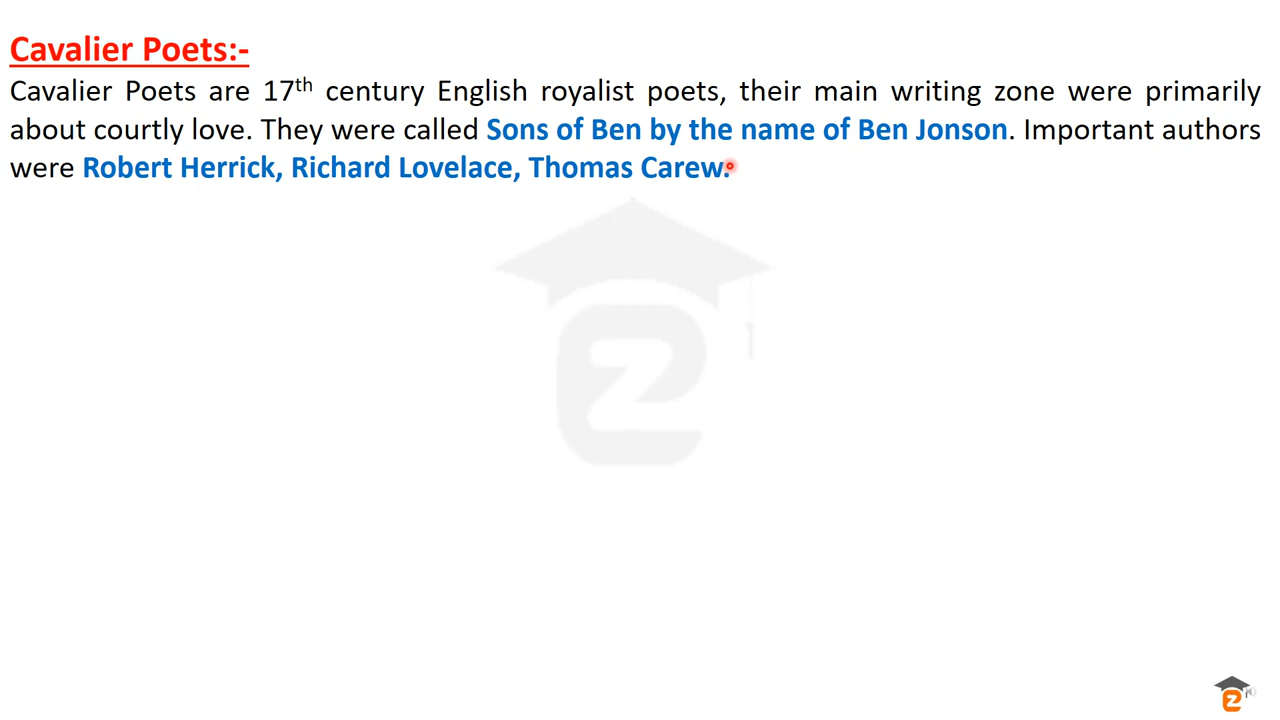 Cavalier Poets:-
Cavalier Poets are 17th century English royalist poets, their main writing zone were primarily
about courtly love. They were called Sons of Ben by the name of Ben Jonson. Important authors
were Robert Herrick, Richard Lovelace, Thomas Carew.